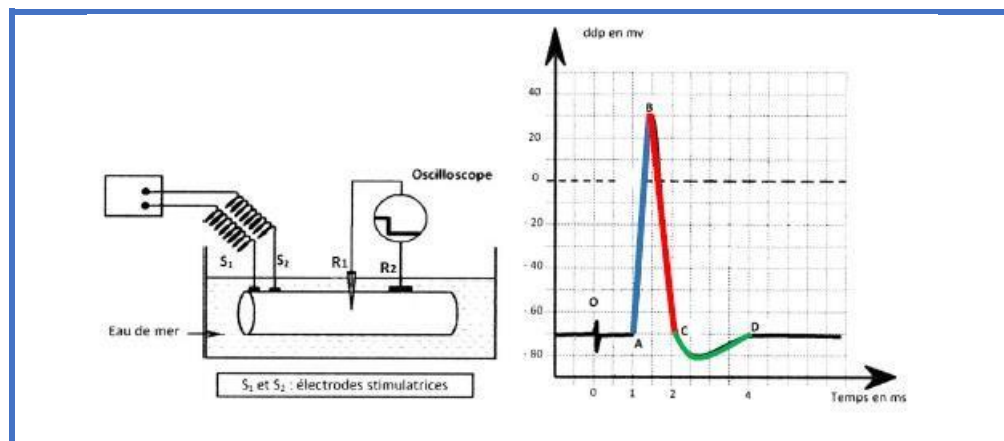 ddp en mv
40
20
0
- 20
- 40
- 60
- 80
O
A
B
C
D
0
1
2
4
Temps en ms
Oscilloscope
S₁
S₂
R1
R2
Eau de mer
S₁ et S₂ : électrodes stimulatrices